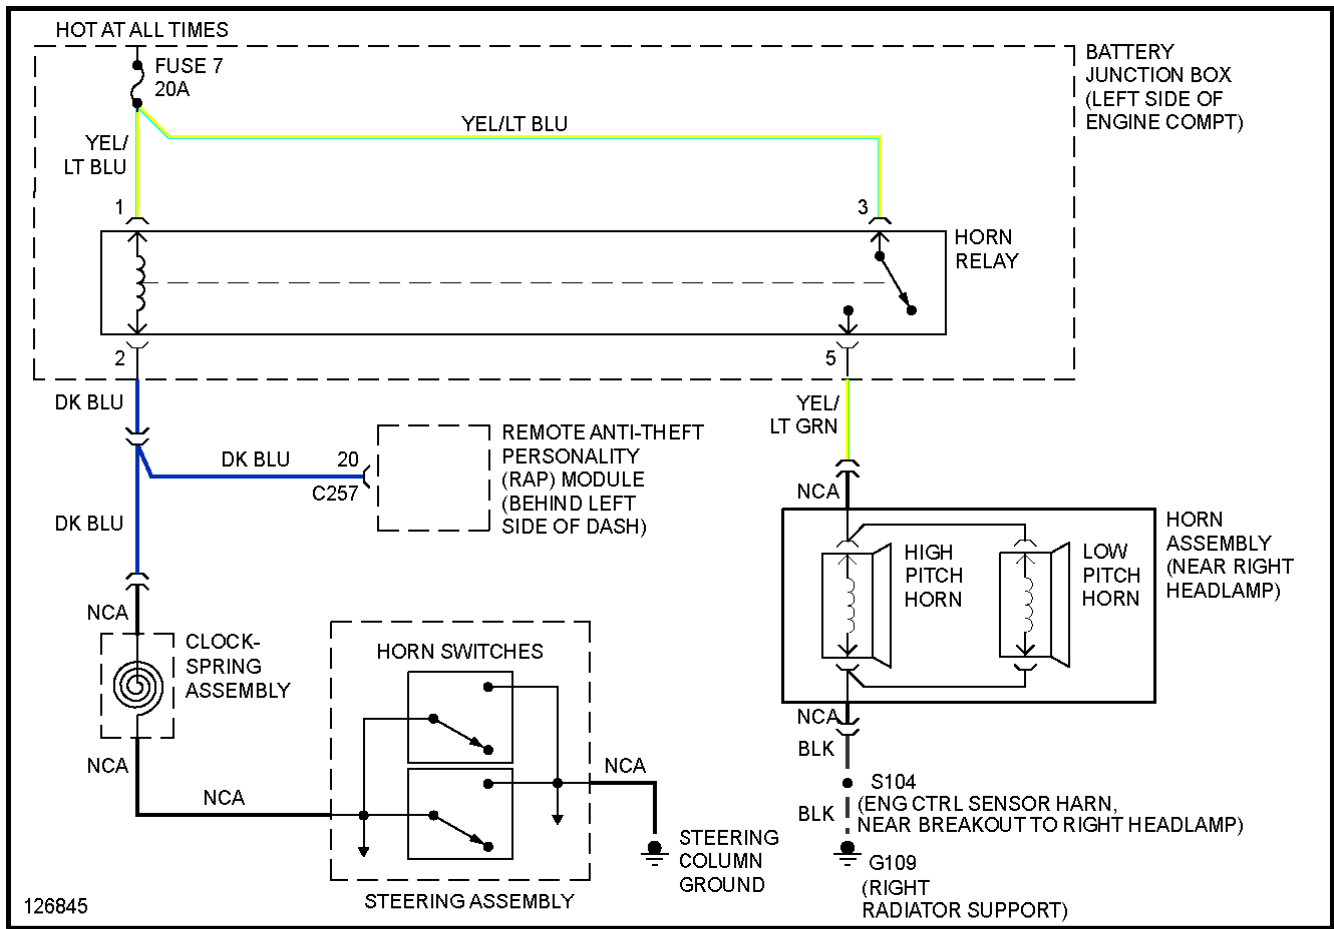 HOT AT ALL TIMES
FUSE 7
20A
BATTERY
JUNCTION BOX
(LEFT SIDE OF
ENGINE COMPT)
YEL/LT BLU
YEL/
LT BLU
1
3
HORN
RELAY
2
5
DK BLU
YEL/
LT GRN
DK BLU
20
C257
REMOTE ANTI-THEFT
PERSONALITY
(RAP) MODULE
(BEHIND LEFT
SIDE OF DASH)
NCA
DK BLU
HORN
ASSEMBLY
(NEAR RIGHT
HEADLAMP)
HIGH
PITCH
HORN
LOW
PITCH
HORN
NCA
CLOCK-
SPRING
ASSEMBLY
HORN SWITCHES
NCA
BLK
NCA
NCA
NCA
S104
(ENG CTRL SENSOR HARN,
NEAR BREAKOUT TO RIGHT HEADLAMP)
BLK
STEERING
COLUMN
GROUND
G109
(RIGHT
RADIATOR SUPPORT)
STEERING ASSEMBLY
126845